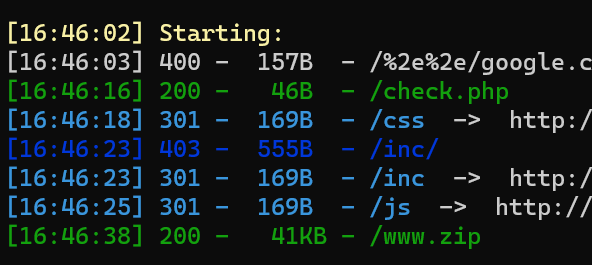 [16:46:02] Starting:
[16:46:03] 400 -  157B  - /%2e%2e/google.c
[16:46:16] 200 -   46B  - /check.php
[16:46:18] 301 -  169B  - /css  ->  http:/
[16:46:23] 403 -  555B  - /inc/
[16:46:23] 301 -  169B  - /inc  ->  http:/
[16:46:25] 301 -  169B  - /js  ->  http://
[16:46:38] 200 -   41KB - /www.zip